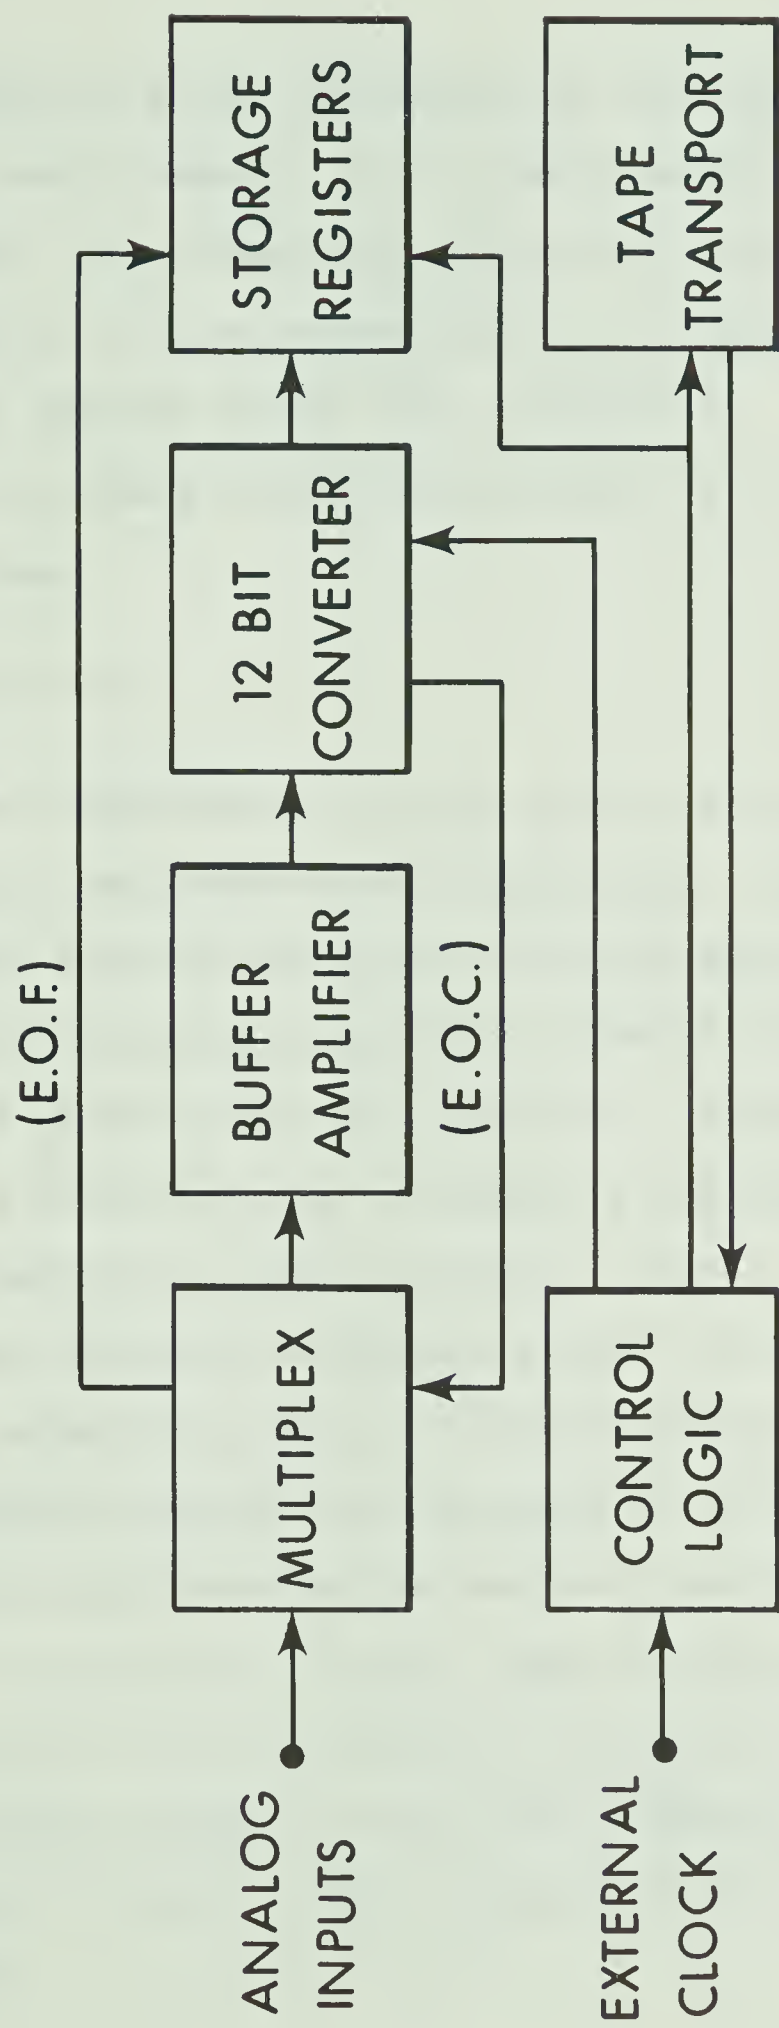 (E.O.F.)
ANALOG
INPUTS
MULTIPLEX
BUFFER
AMPLIFIER
12 BIT
CONVERTER
STORAGE
REGISTERS
(E.O.C.)
EXTERNAL
CLOCK
CONTROL
LOGIC
TAPE
TRANSPORT